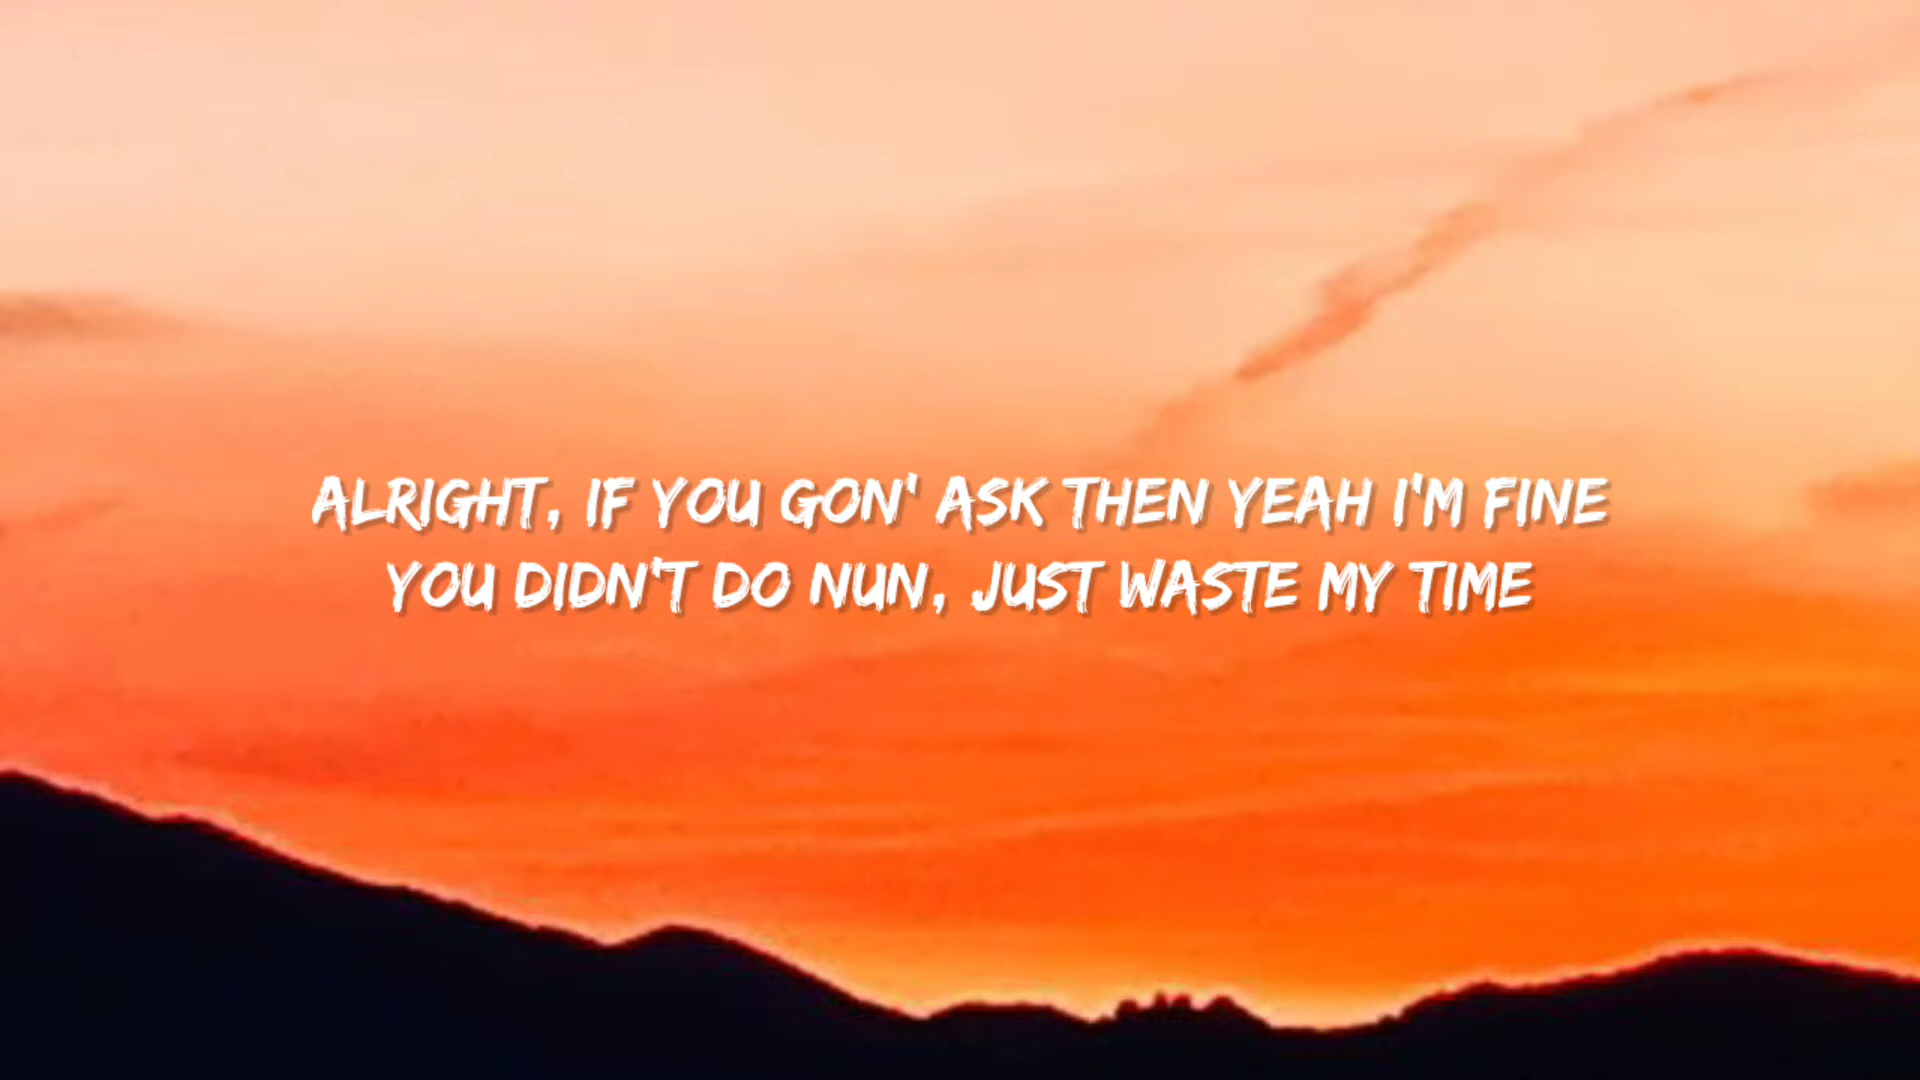 ALRIGHT, IF YOU GON' ASK THEN YEAH I'M FINE
YOU DIDN'T DO NUN, JUST WASTE MY TIME